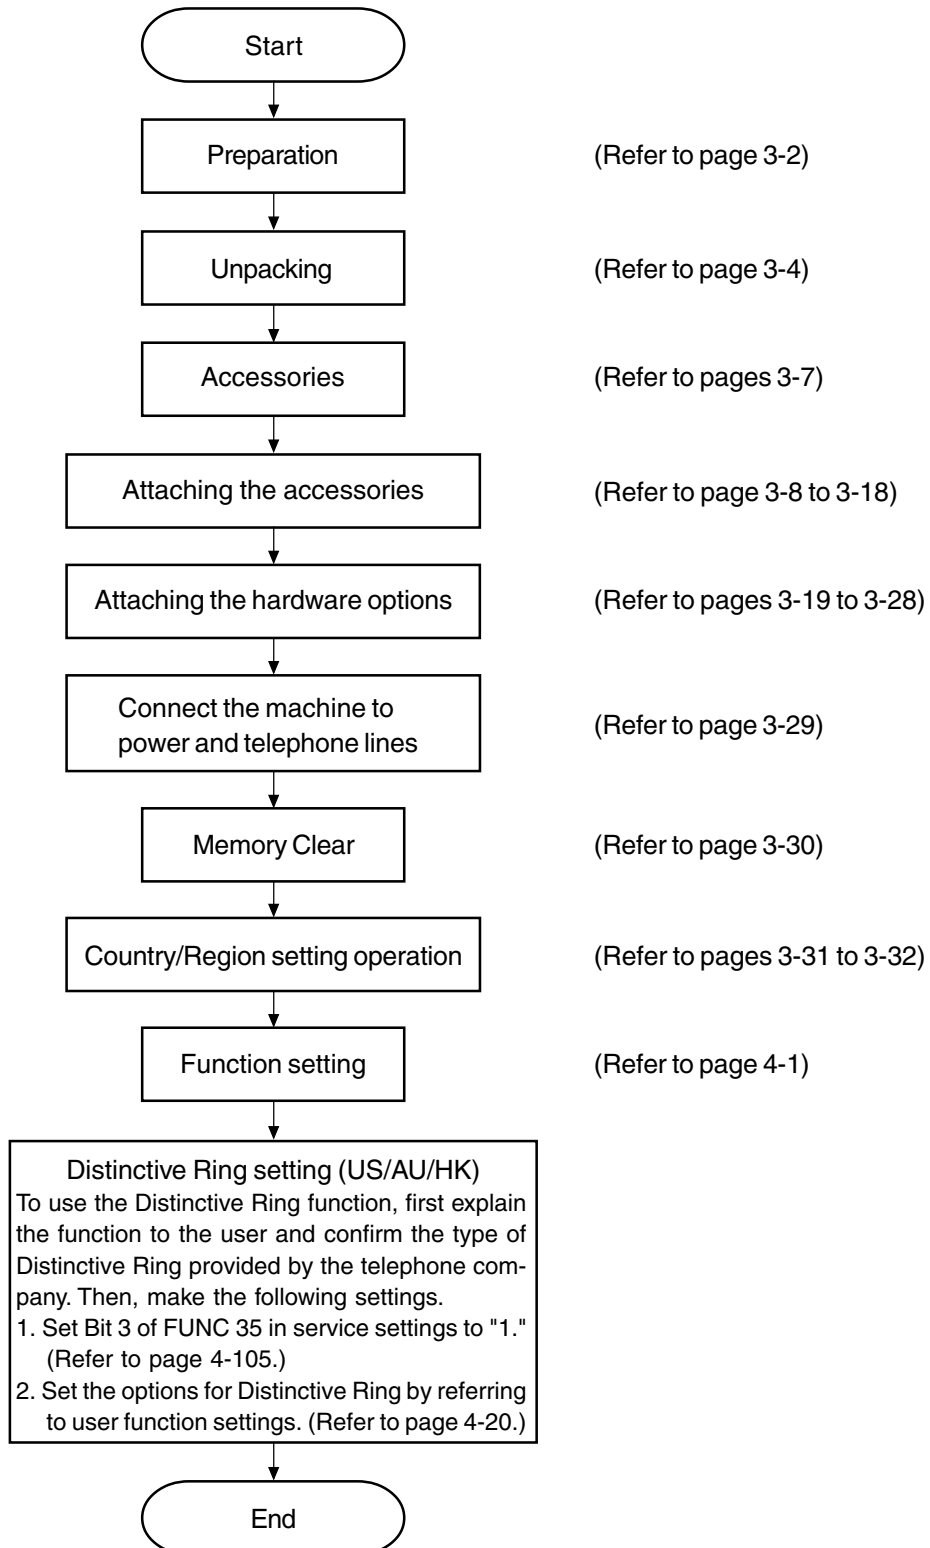 Start
Preparation
(Refer to page 3-2)
Unpacking
(Refer to page 3-4)
Accessories
(Refer to pages 3-7)
Attaching the accessories
(Refer to page 3-8 to 3-18)
Attaching the hardware options
(Refer to pages 3-19 to 3-28)
Connect the machine to
power and telephone lines
(Refer to page 3-29)
Memory Clear
(Refer to page 3-30)
Country/Region setting operation
(Refer to pages 3-31 to 3-32)
Function setting
(Refer to page 4-1)
Distinctive Ring setting (US/AU/HK)
To use the Distinctive Ring function, first explain
the function to the user and confirm the type of
Distinctive Ring provided by the telephone com-
pany. Then, make the following settings.
1. Set Bit 3 of FUNC 35 in service settings to "1."
(Refer to page 4-105.)
2. Set the options for Distinctive Ring by referring
to user function settings. (Refer to page 4-20.)
End